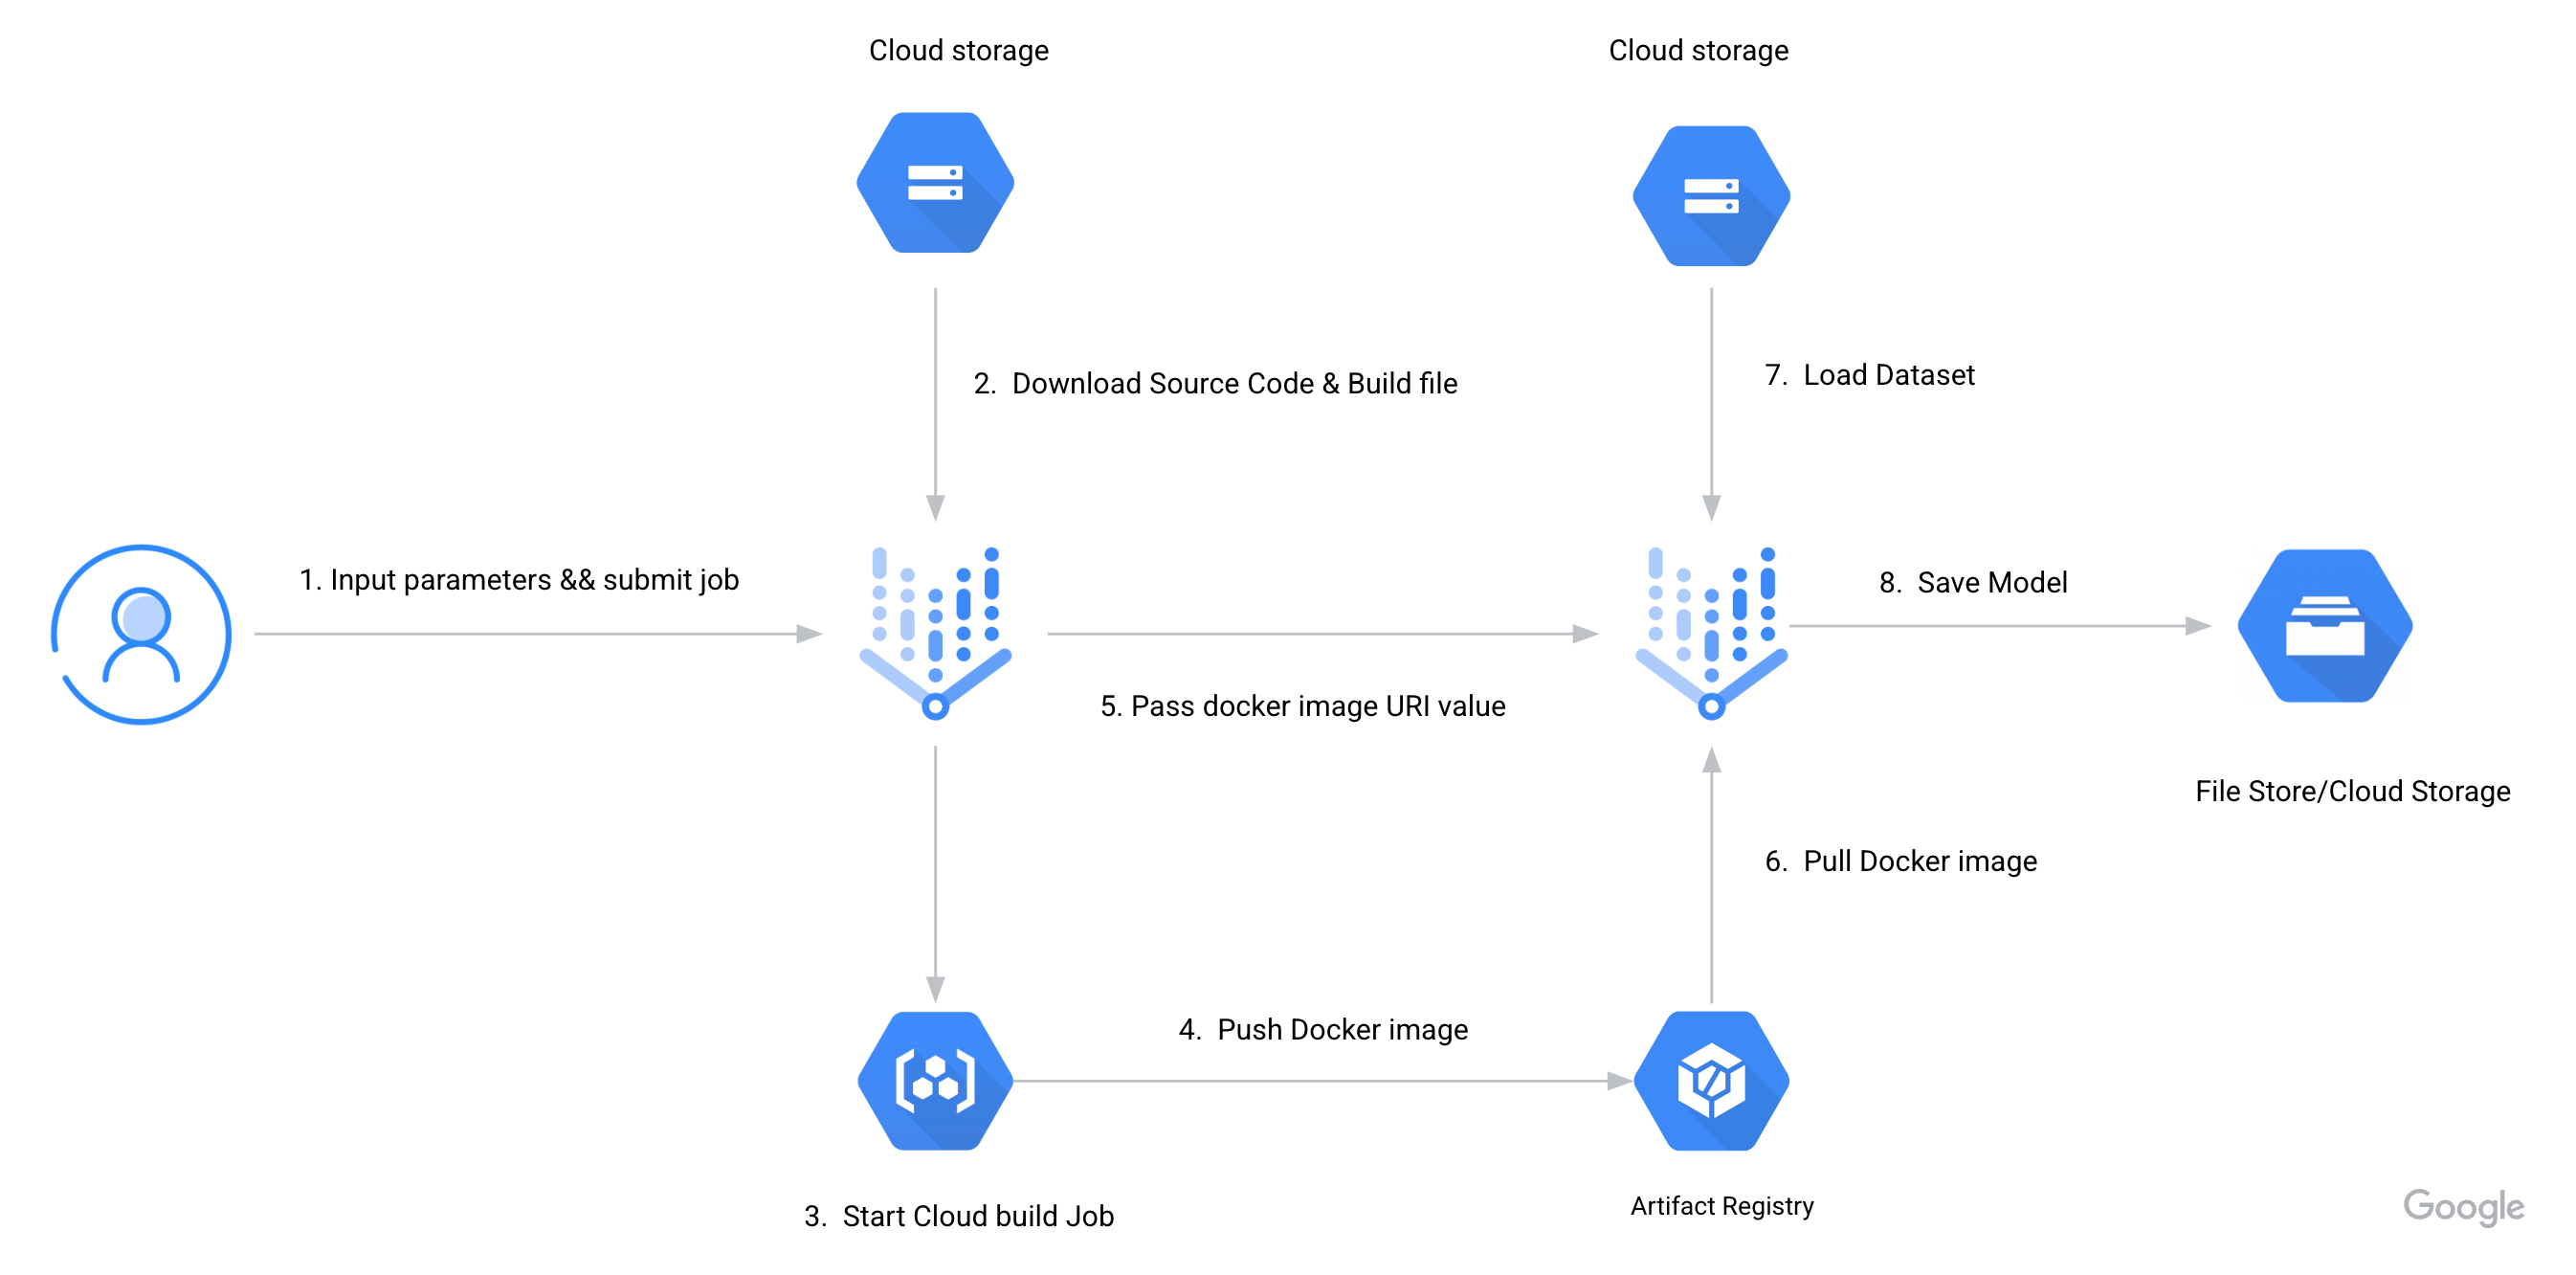 Cloud storage
Cloud storage
2. Download Source Code & Build file
7. Load Dataset
1. Input parameters && submit job
8. Save Model
5. Pass docker image URI value
File Store/Cloud Storage
6. Pull Docker image
4. Push Docker image
3. Start Cloud build Job
Artifact Registry
Google